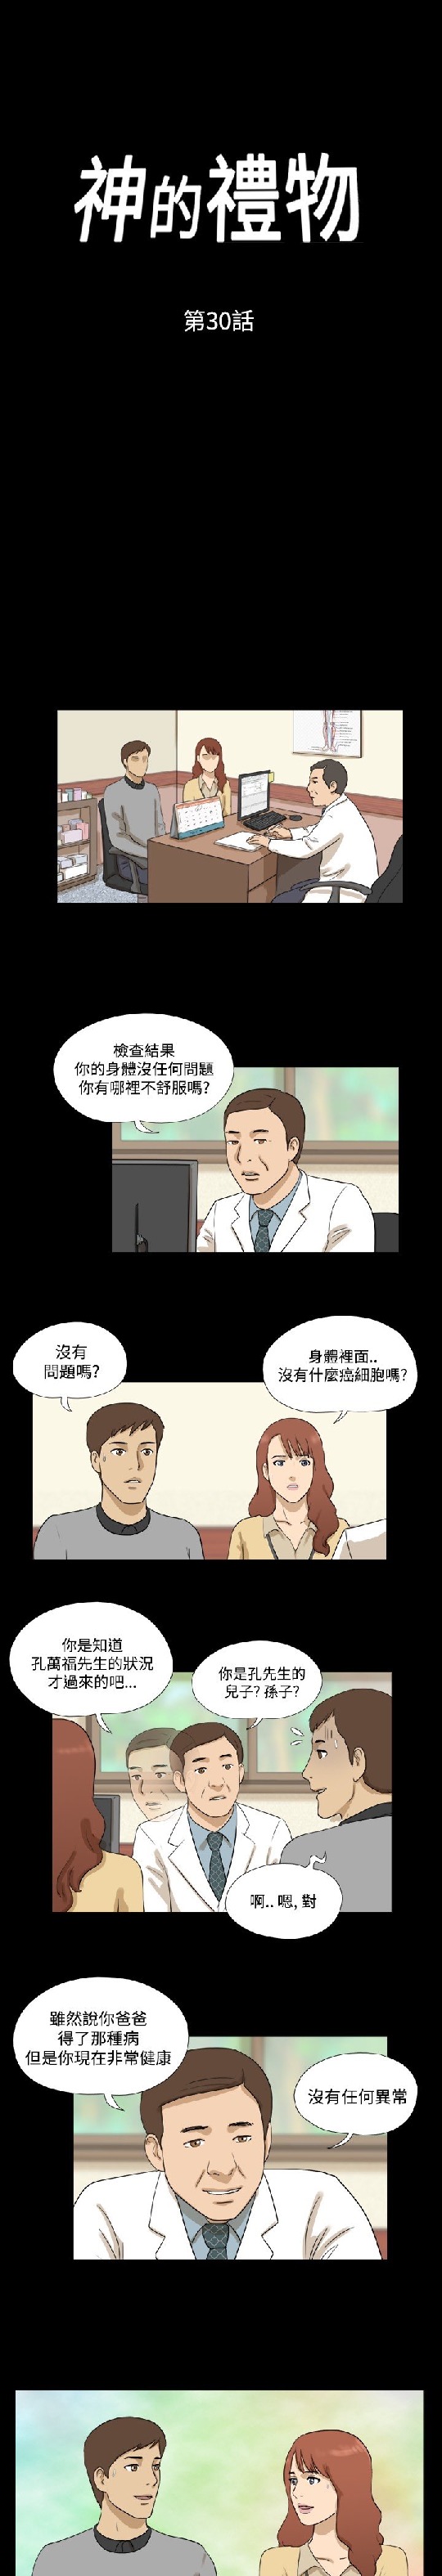 神的禮物
第30話
檢查結果
你的身體沒任何問題
你有哪裡不舒服嗎?
沒有
問題嗎?
身體裡面..
沒有什麼癌細胞嗎?
你是知道
孔萬福先生的狀況
才過來的吧...
你是孔先生的
兒子? 孫子?
啊.. 嗯, 對
雖然說你爸爸
得了那種病
但是你現在非常健康
沒有任何異常